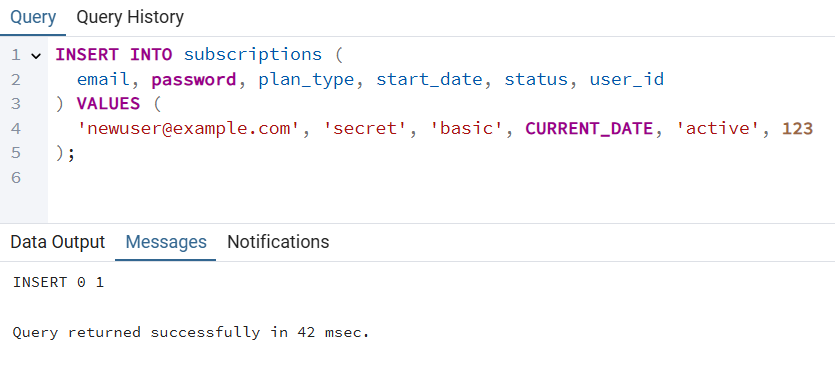 Query Query History
1 INSERT INTO subscriptions (
2 email, password, plan_type, start_date, status, user_id
3 ) VALUES (
4 'newuser@example.com', 'secret', 'basic', CURRENT_DATE, 'active', 123
5 );
6
Data Output Messages Notifications
INSERT 0 1
Query returned successfully in 42 msec.